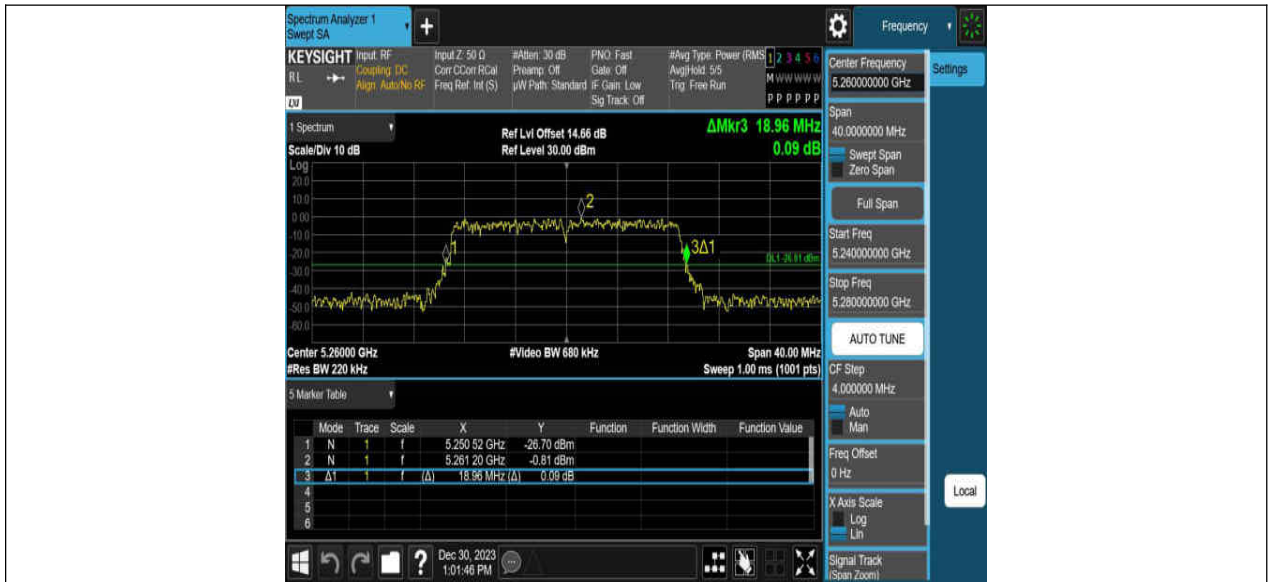 Spectrum Analyzer 1
Swept SA
+
Frequency
KEYSIGHT
RL
LXI
Input: RF
Coupling: DC
Align: Auto/No RF
Input Z: 50 Ω
Corr CCorr RCal
Freq Ref: Int (S)
#Atten: 30 dB
Preamp: Off
µW Path: Standard
PNO: Fast
Gate: Off
IF Gain: Low
Sig Track: Off
#Avg Type: Power (RMS
Avg|Hold: 5/5
Trig: Free Run
1 2 3 4 5 6
M W W W W W
P P P P P P
1 Spectrum
Scale/Div 10 dB
Ref Lvl Offset 14.66 dB
Ref Level 30.00 dBm
ΔMkr3 18.96 MHz
0.09 dB
Log
20.0
10.0
0.00
-10.0
-20.0
-30.0
-40.0
-50.0
-60.0
1
2
3Δ1
DL1 -26.81 dBm
Center 5.26000 GHz
#Res BW 220 kHz
#Video BW 680 kHz
Span 40.00 MHz
Sweep 1.00 ms (1001 pts)
5 Marker Table
Mode Trace Scale X Y Function Function Width Function Value
1 N 1 f 5.250 52 GHz -26.70 dBm
2 N 1 f 5.261 20 GHz -0.81 dBm
3 Δ1 1 f (Δ) 18.96 MHz (Δ) 0.09 dB
4
5
6
?
Dec 30, 2023
1:01:46 PM
Center Frequency
5.260000000 GHz
Span
40.0000000 MHz
Swept Span
Zero Span
Full Span
Start Freq
5.240000000 GHz
Stop Freq
5.280000000 GHz
AUTO TUNE
CF Step
4.000000 MHz
Auto
Man
Freq Offset
0 Hz
X Axis Scale
Log
Lin
Signal Track
(Span Zoom)
Settings
Local